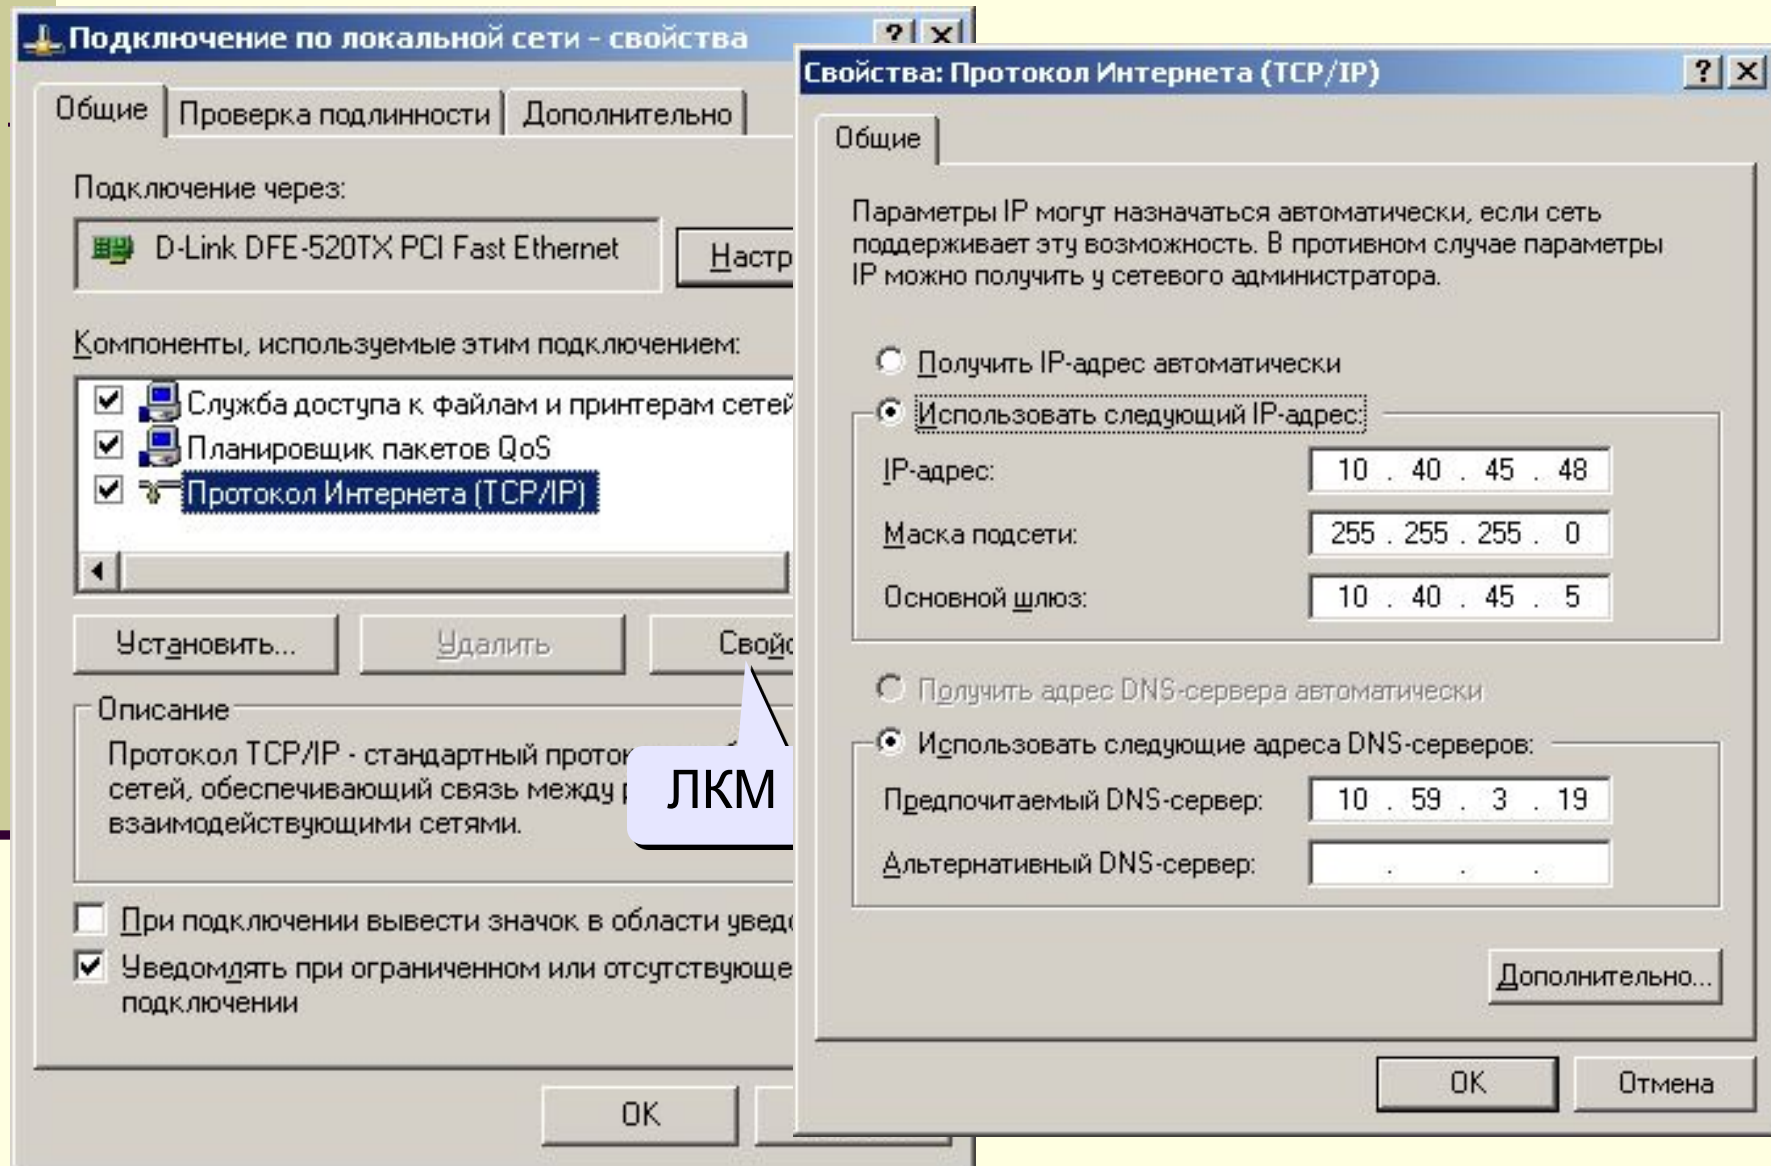 Подключение по локальной сети - свойства
Общие
Проверка подлинности
Дополнительно
Подключение через:
D-Link DFE-520TX PCI Fast Ethernet
Компоненты, используемые этим подключением:
Служба доступа к файлам и принтерам сетей
Планировщик пакетов QoS
Протокол Интернета (TCP/IP)
Установить...
Удалить
Описание
Протокол TCP/IP - стандартный
сетей, обеспечивающий связь между
взаимодействующими сетями.
ЛКМ
При подключении вывести значок в области
Уведомлять при ограниченном или
подключении
OK
Свойства: Протокол Интернета (TCP/IP)
Общие
Параметры IP могут назначаться автоматически, если сеть
поддерживает эту возможность. В противном случае параметры
IP можно получить у сетевого администратора.
Получить IP-адрес автоматически
Использовать следующий IP-адрес:
IP-адрес: 10 . 40 . 45 . 48
Маска подсети: 255 . 255 . 255 . 0
Основной шлюз: 10 . 40 . 45 . 5
Получить адрес DNS-сервера автоматически
Использовать следующие адреса DNS-серверов:
Предпочитаемый DNS-сервер: 10 . 59 . 3 . 19
Альтернативный DNS-сервер: . . .
Дополнительно...
OK
Отмена